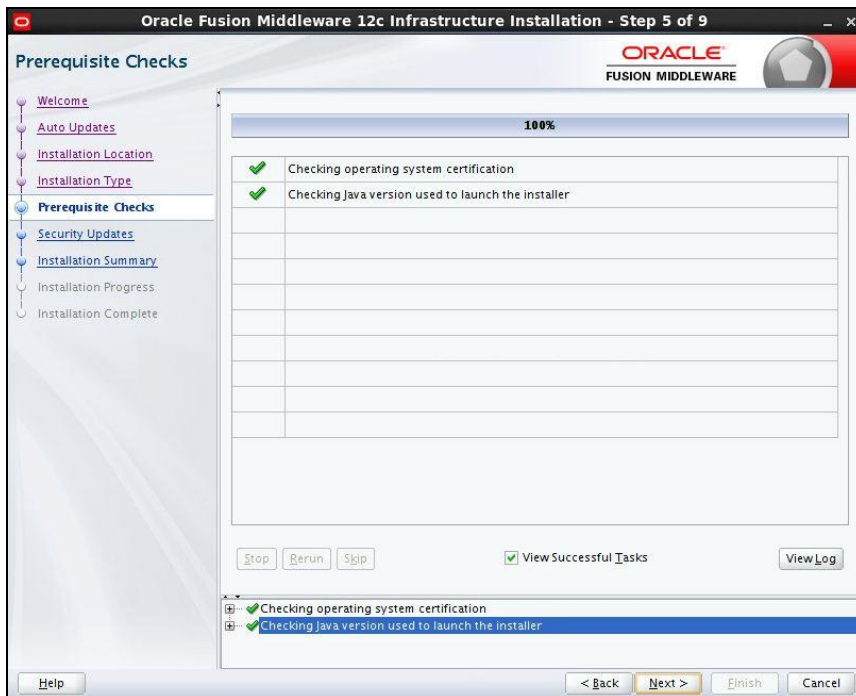 Oracle Fusion Middleware 12c Infrastructure Installation - Step 5 of 9
Prerequisite Checks
ORACLE
FUSION MIDDLEWARE
Welcome
Auto Updates
Installation Location
Installation Type
Prerequisite Checks
Security Updates
Installation Summary
Installation Progress
Installation Complete
100%
Checking operating system certification
Checking Java version used to launch the installer
Stop Rerun Skip View Successful Tasks View Log
Checking operating system certification
Checking Java version used to launch the installer
Help < Back Next > Finish Cancel